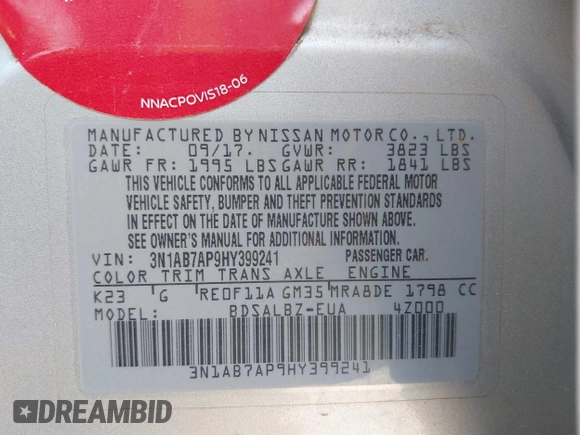 NNACPOVIS18-06
MANUFACTURED BY NISSAN MOTOR CO., LTD.
DATE: 09/17. GVWR: 3823 LBS
GAWR FR: 1995 LBS GAWR RR: 1841 LBS
THIS VEHICLE CONFORMS TO ALL APPLICABLE FEDERAL MOTOR
VEHICLE SAFETY, BUMPER AND THEFT PREVENTION STANDARDS
IN EFFECT ON THE DATE OF MANUFACTURE SHOWN ABOVE.
SEE OWNER'S MANUAL FOR ADDITIONAL INFORMATION.
VIN: 3N1AB7AP9HY399241 PASSENGER CAR.
COLOR TRIM TRANS AXLE ENGINE
K23 G RE0F11A GM35 MRA8DE 1798 CC
MODEL: BDSALBZ-EUA 4Z000
3N1AB7AP9HY399241
DREAMBID